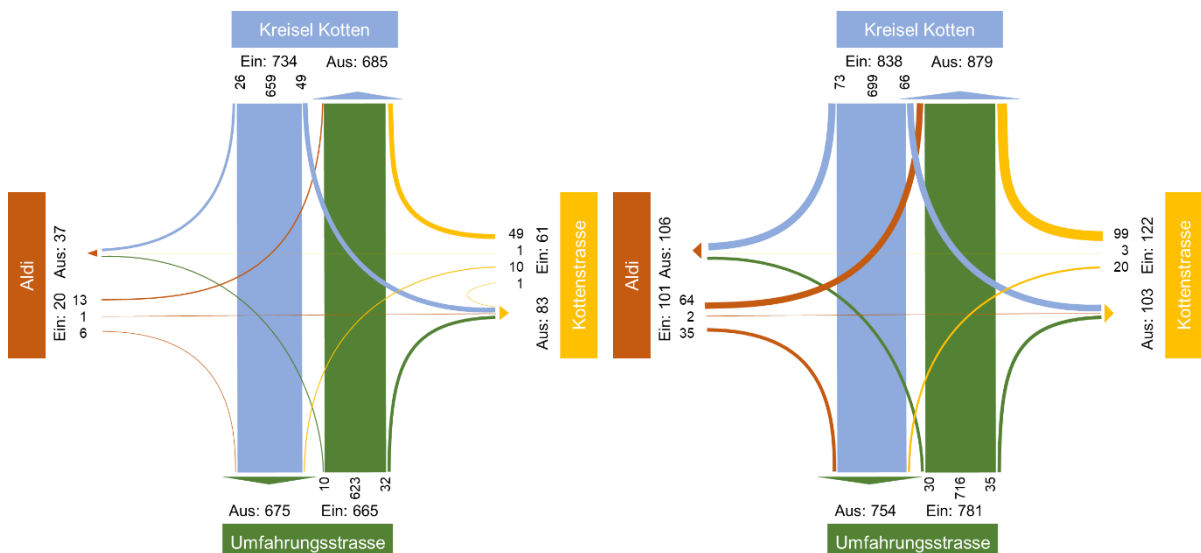 Kreisel Kotten
Ein: 734
Aus: 685
26
659
49
Aldi
Aus: 37
Ein: 20
13
1
6
49
1
10
1
Ein: 61
Aus: 83
Kottenstrasse
10
623
32
Aus: 675
Ein: 665
Umfahrungsstrasse
Kreisel Kotten
Ein: 838
Aus: 879
73
699
66
Aldi
Aus: 106
Ein: 101
64
2
35
99
3
20
Ein: 122
Aus: 103
Kottenstrasse
30
716
35
Aus: 754
Ein: 781
Umfahrungsstrasse